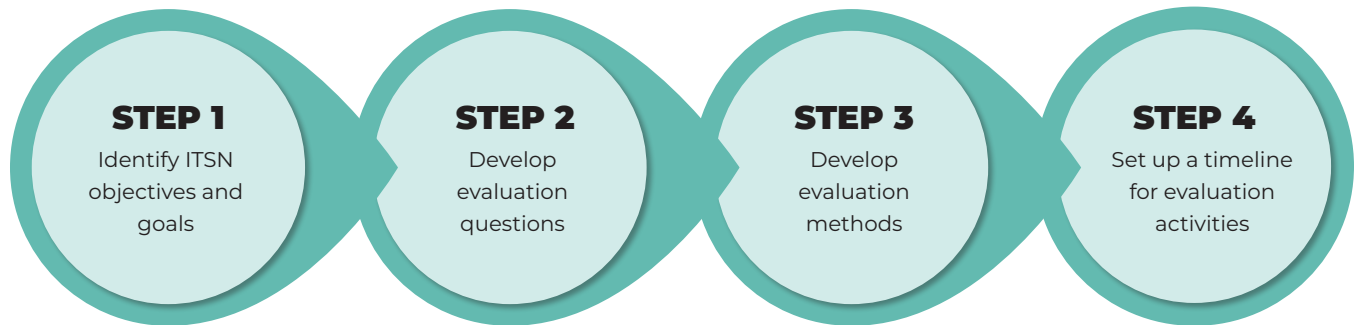 STEP 1
Identify ITSN
objectives and
goals
STEP 2
Develop
evaluation
questions
STEP 3
Develop
evaluation
methods
STEP 4
Set up a timeline
for evaluation
activities